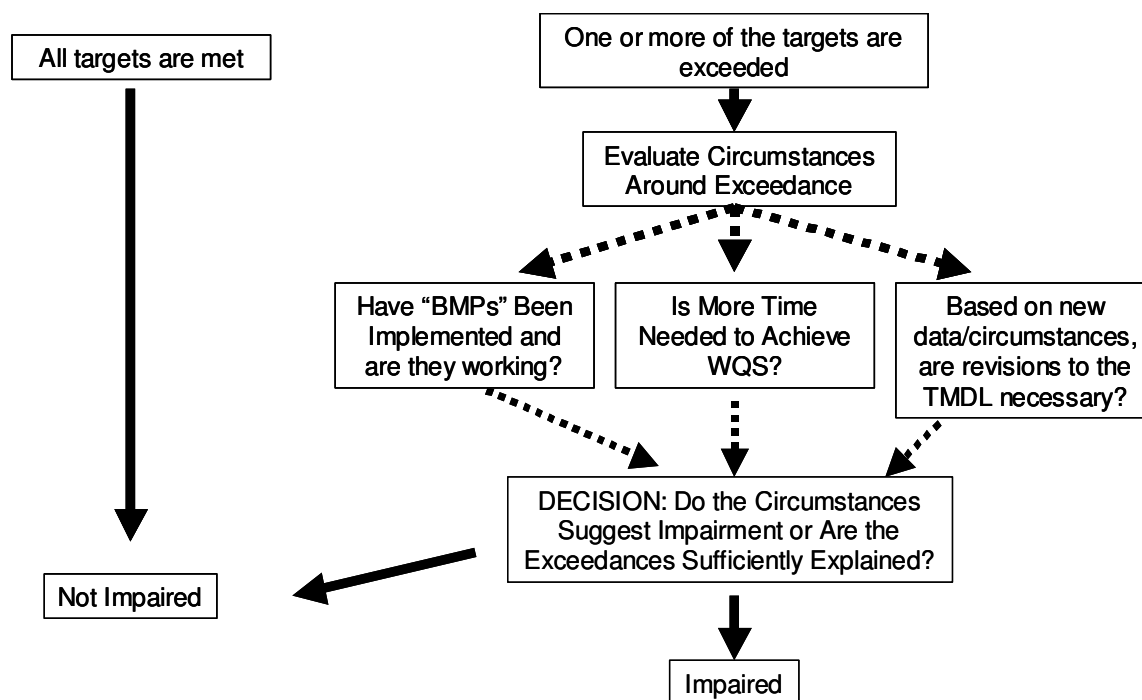 All targets are met
One or more of the targets are
exceeded
Evaluate Circumstances
Around Exceedance
Have “BMPs” Been
Implemented and
are they working?
Is More Time
Needed to Achieve
WQS?
Based on new
data/circumstances,
are revisions to the
TMDL necessary?
DECISION: Do the Circumstances
Suggest Impairment or Are the
Exceedances Sufficiently Explained?
Not Impaired
Impaired